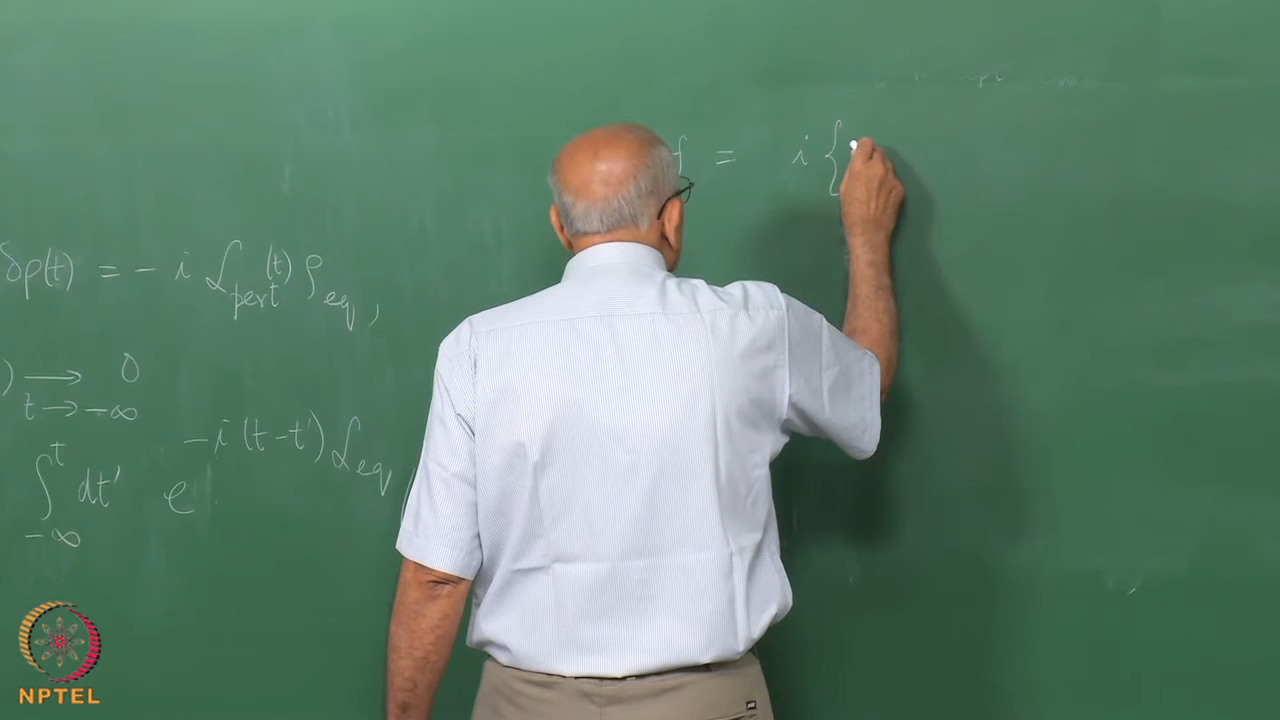 f = i {
δρ(t) = - i ℒ_pert (t) ρ_eq,
) ⟶ 0
t → -∞
∫_{-∞}^{t} dt' e^{-i (t-t') ℒ_eq}
NPTEL